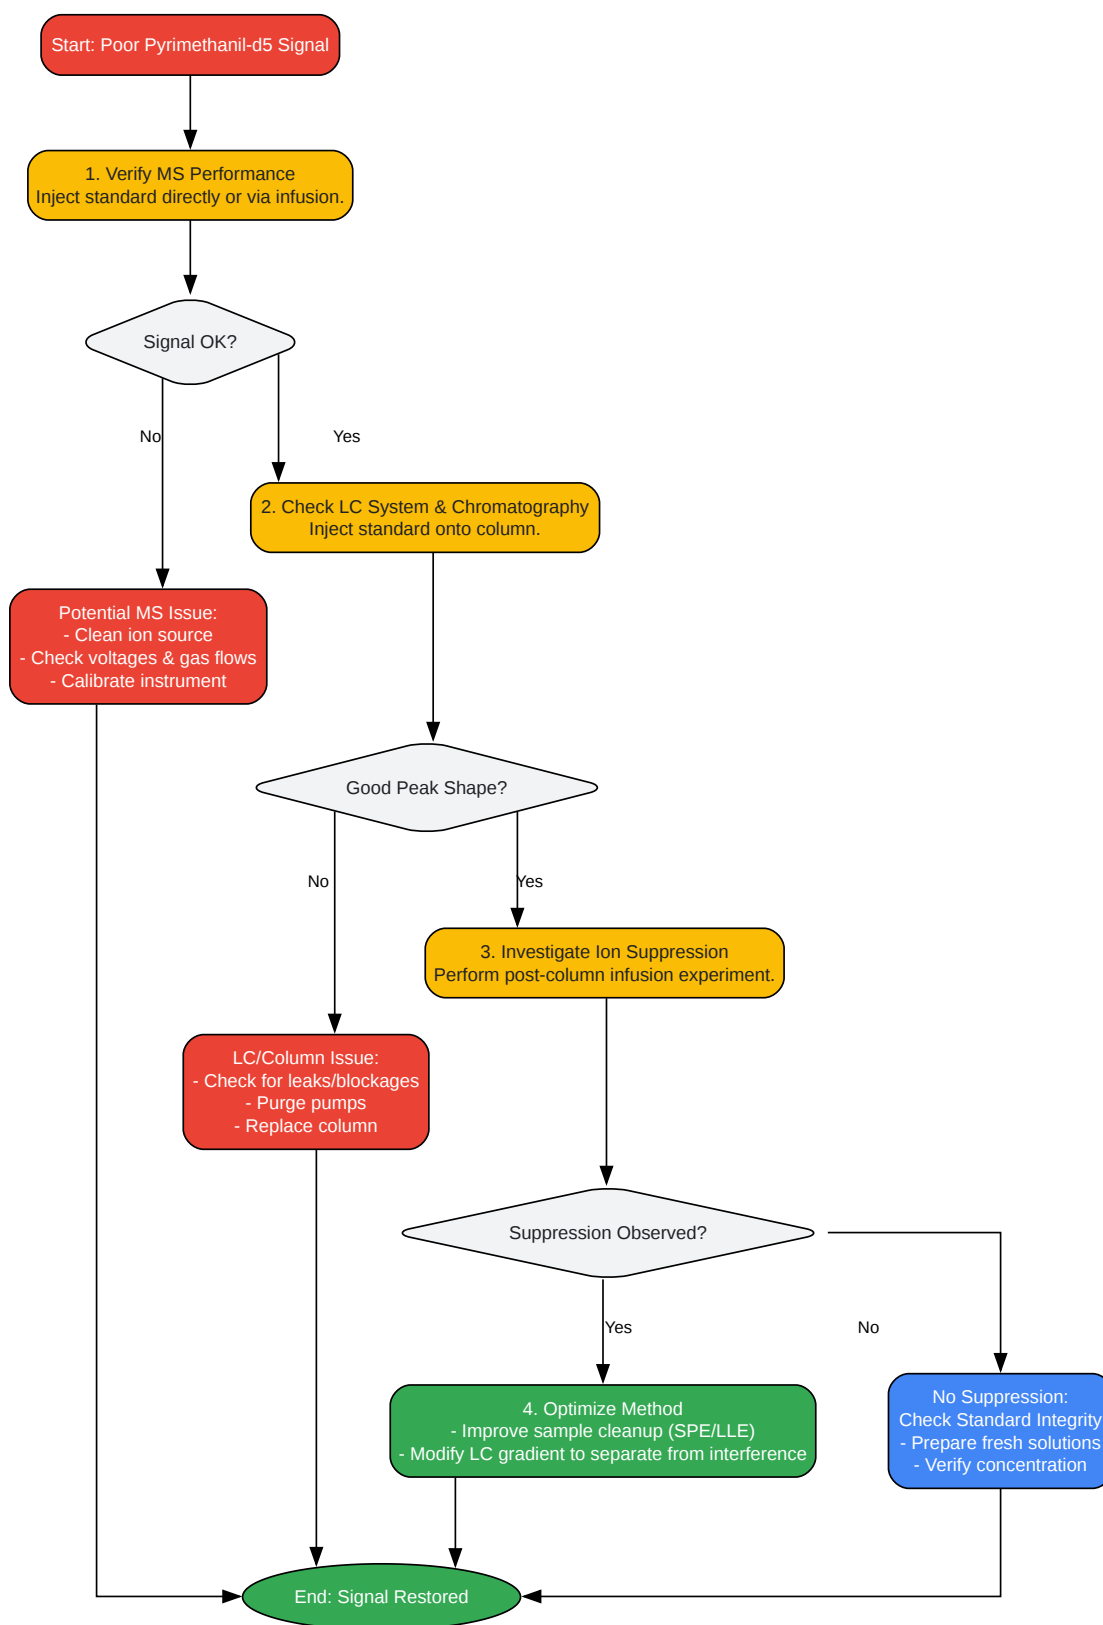 Start: Poor Pyrimethanil-d5 Signal
1. Verify MS Performance
Inject standard directly or via infusion.
Signal OK?
No
Yes
2. Check LC System & Chromatography
Inject standard onto column.
Potential MS Issue:
- Clean ion source
- Check voltages & gas flows
- Calibrate instrument
Good Peak Shape?
No
Yes
3. Investigate Ion Suppression
Perform post-column infusion experiment.
LC/Column Issue:
- Check for leaks/blockages
- Purge pumps
- Replace column
Suppression Observed?
Yes
No
4. Optimize Method
- Improve sample cleanup (SPE/LLE)
- Modify LC gradient to separate from interference
No Suppression:
Check Standard Integrity
- Prepare fresh solutions
- Verify concentration
End: Signal Restored